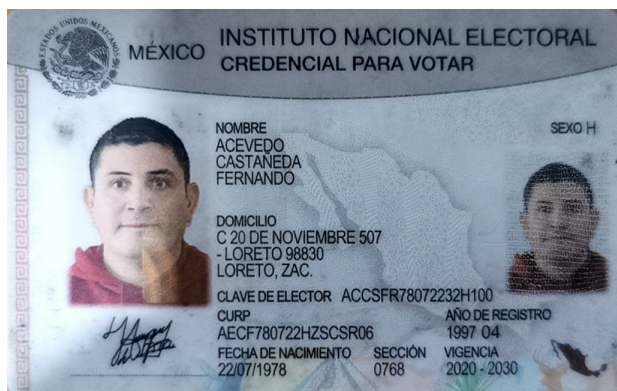 ESTADOS UNIDOS MEXICANOS
MÉXICO
INSTITUTO NACIONAL ELECTORAL
CREDENCIAL PARA VOTAR
NOMBRE
SEXO H
ACEVEDO
CASTAÑEDA
FERNANDO
DOMICILIO
C 20 DE NOVIEMBRE 507
- LORETO 98830
LORETO, ZAC.
CLAVE DE ELECTOR ACCSFR78072232H100
CURP
AÑO DE REGISTRO
AECF780722HZSCSR06
1997 04
FECHA DE NACIMIENTO
SECCIÓN
VIGENCIA
22/07/1978
0768
2020 - 2030